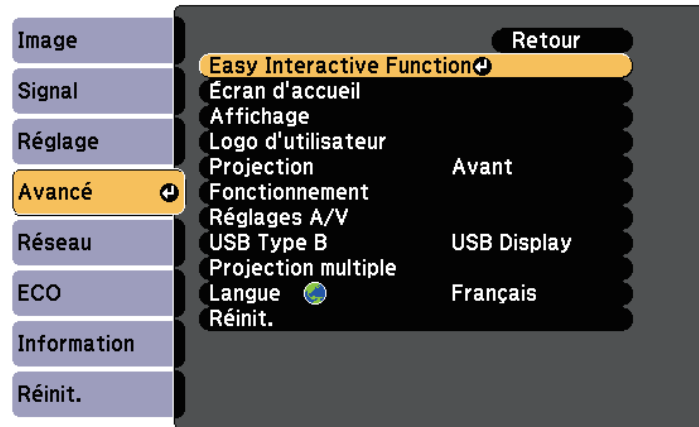 Image
Signal
Réglage
Avancé
Réseau
ECO
Information
Réinit.
Retour
Easy Interactive Function
Écran d'accueil
Affichage
Logo d'utilisateur
Projection Avant
Fonctionnement
Réglages A/V
USB Type B USB Display
Projection multiple
Langue Français
Réinit.